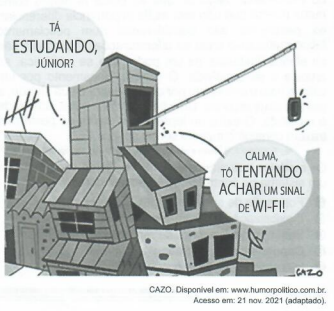 TÁ
ESTUDANDO,
JÚNIOR?
CALMA,
TÔ TENTANDO
ACHAR UM SINAL
DE WI-FI!
CAZO
CAZO. Disponível em: www.humorpolitico.com.br.
Acesso em: 21 nov. 2021 (adaptado).